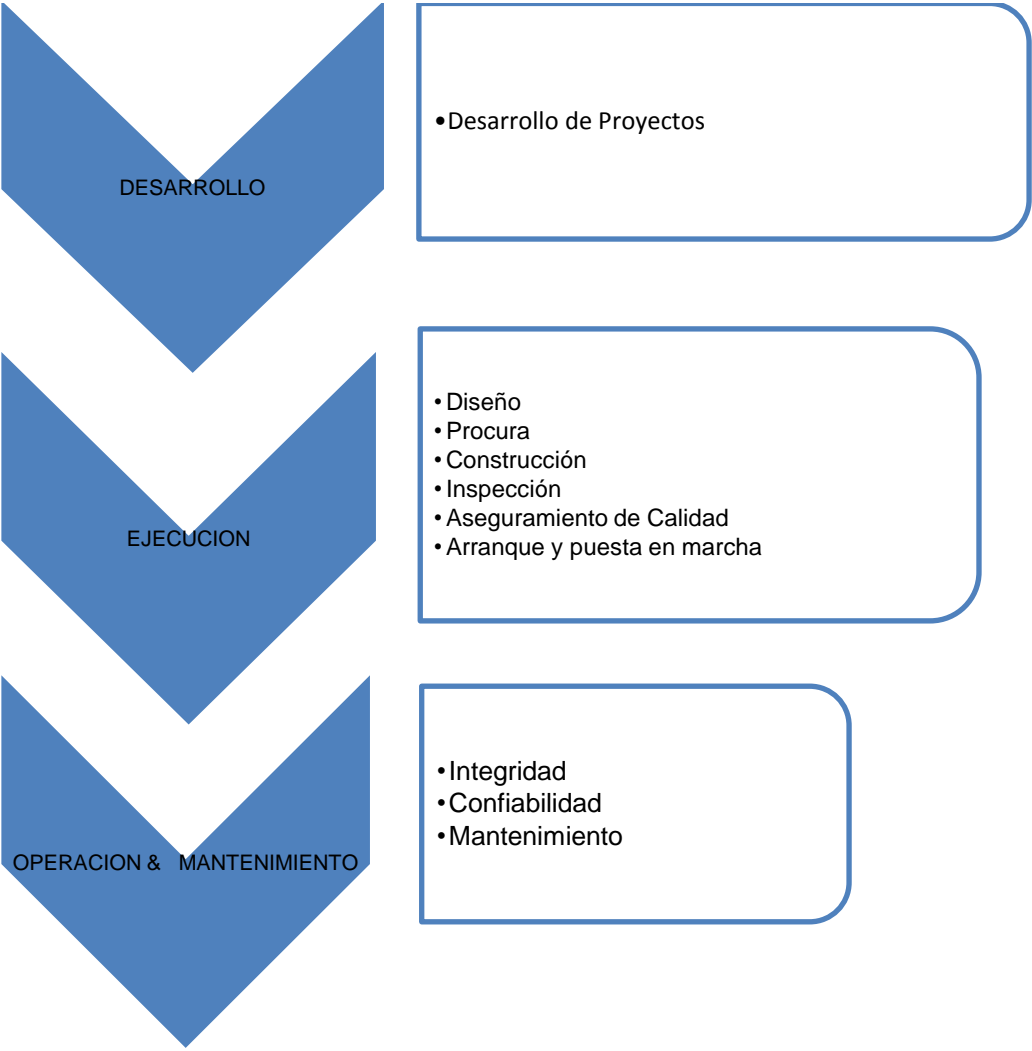 DESARROLLO
•Desarrollo de Proyectos
EJECUCION
•Diseño
•Procura
•Construcción
•Inspección
•Aseguramiento de Calidad
•Arranque y puesta en marcha
OPERACION & MANTENIMIENTO
•Integridad
•Confiabilidad
•Mantenimiento